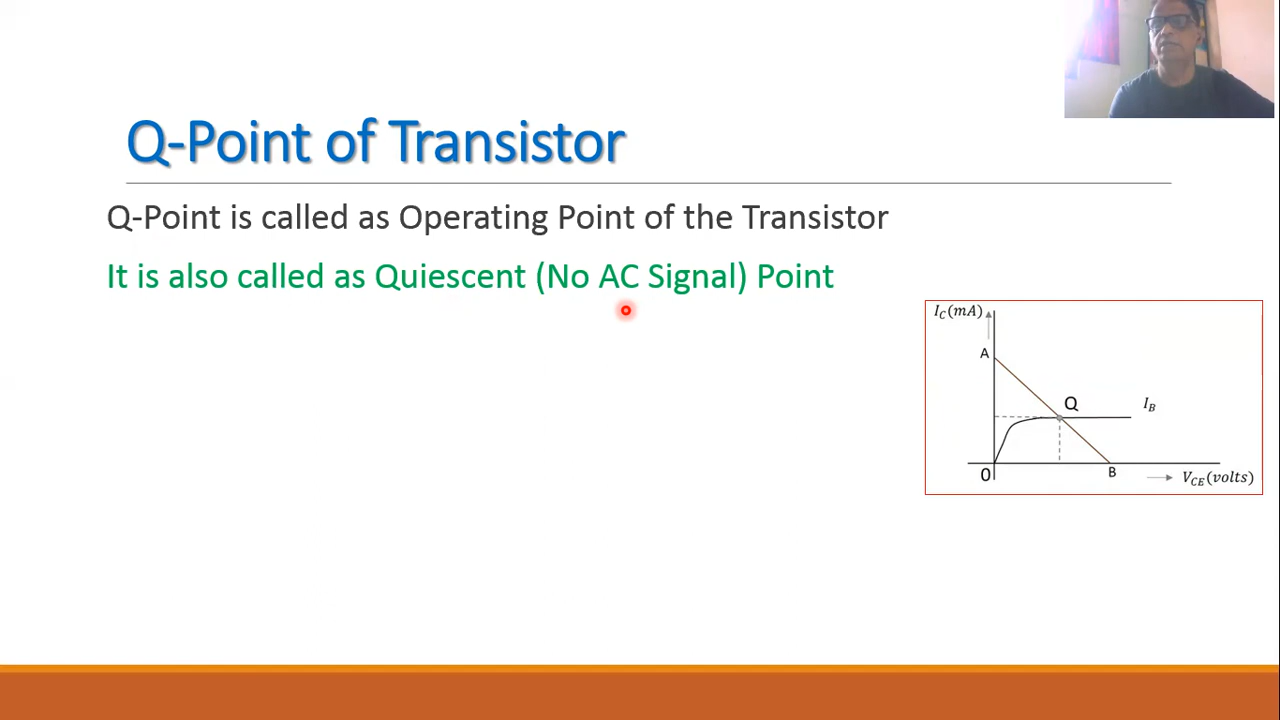 Q-Point of Transistor
Q-Point is called as Operating Point of the Transistor
It is also called as Quiescent (No AC Signal) Point
I_C(mA)
A
Q
I_B
0
B
V_CE(volts)